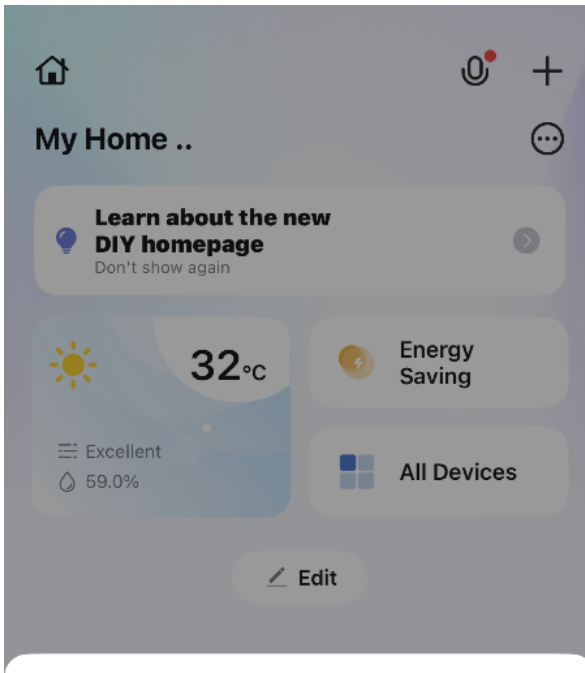 My Home ..
Learn about the new
DIY homepage
Don't show again
32°C
Energy
Saving
Excellent
59.0%
All Devices
Edit